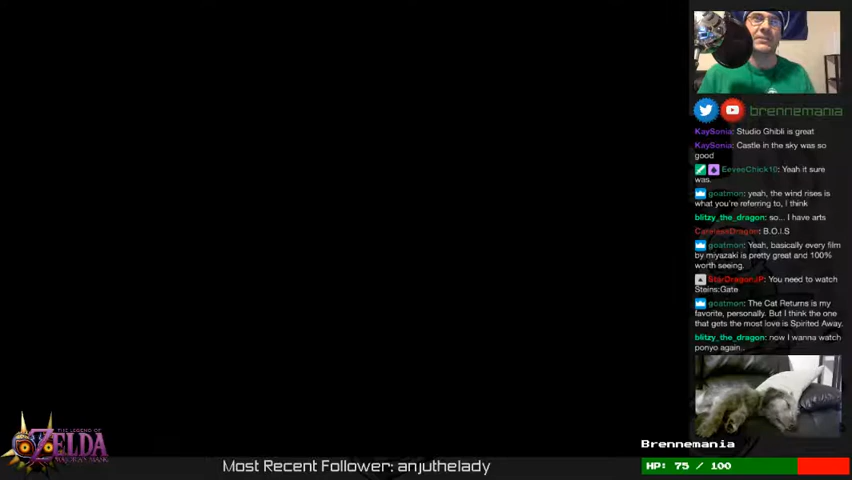 brennemania
KaySonia: Studio Ghibli is great
KaySonia: Castle in the sky was so
good
EeveeChick10: Yeah it sure
was.
goatmon: yeah, the wind rises is
what you're referring to, I think
blitzy_the_dragon: so... I have arts
B.O.I.S
goatmon: Yeah, basically every film
by miyazaki is pretty great and 100%
worth seeing.
StarDragonJP: You need to watch
Steins;Gate
goatmon: The Cat Returns is my
favorite, personally. But I think the one
that gets the most love is Spirited Away.
blitzy_the_dragon: now I wanna watch
ponyo again..
THE LEGEND OF
ZELDA
Brennemania
Most Recent Follower: anjuthelady
HP: 75 / 100